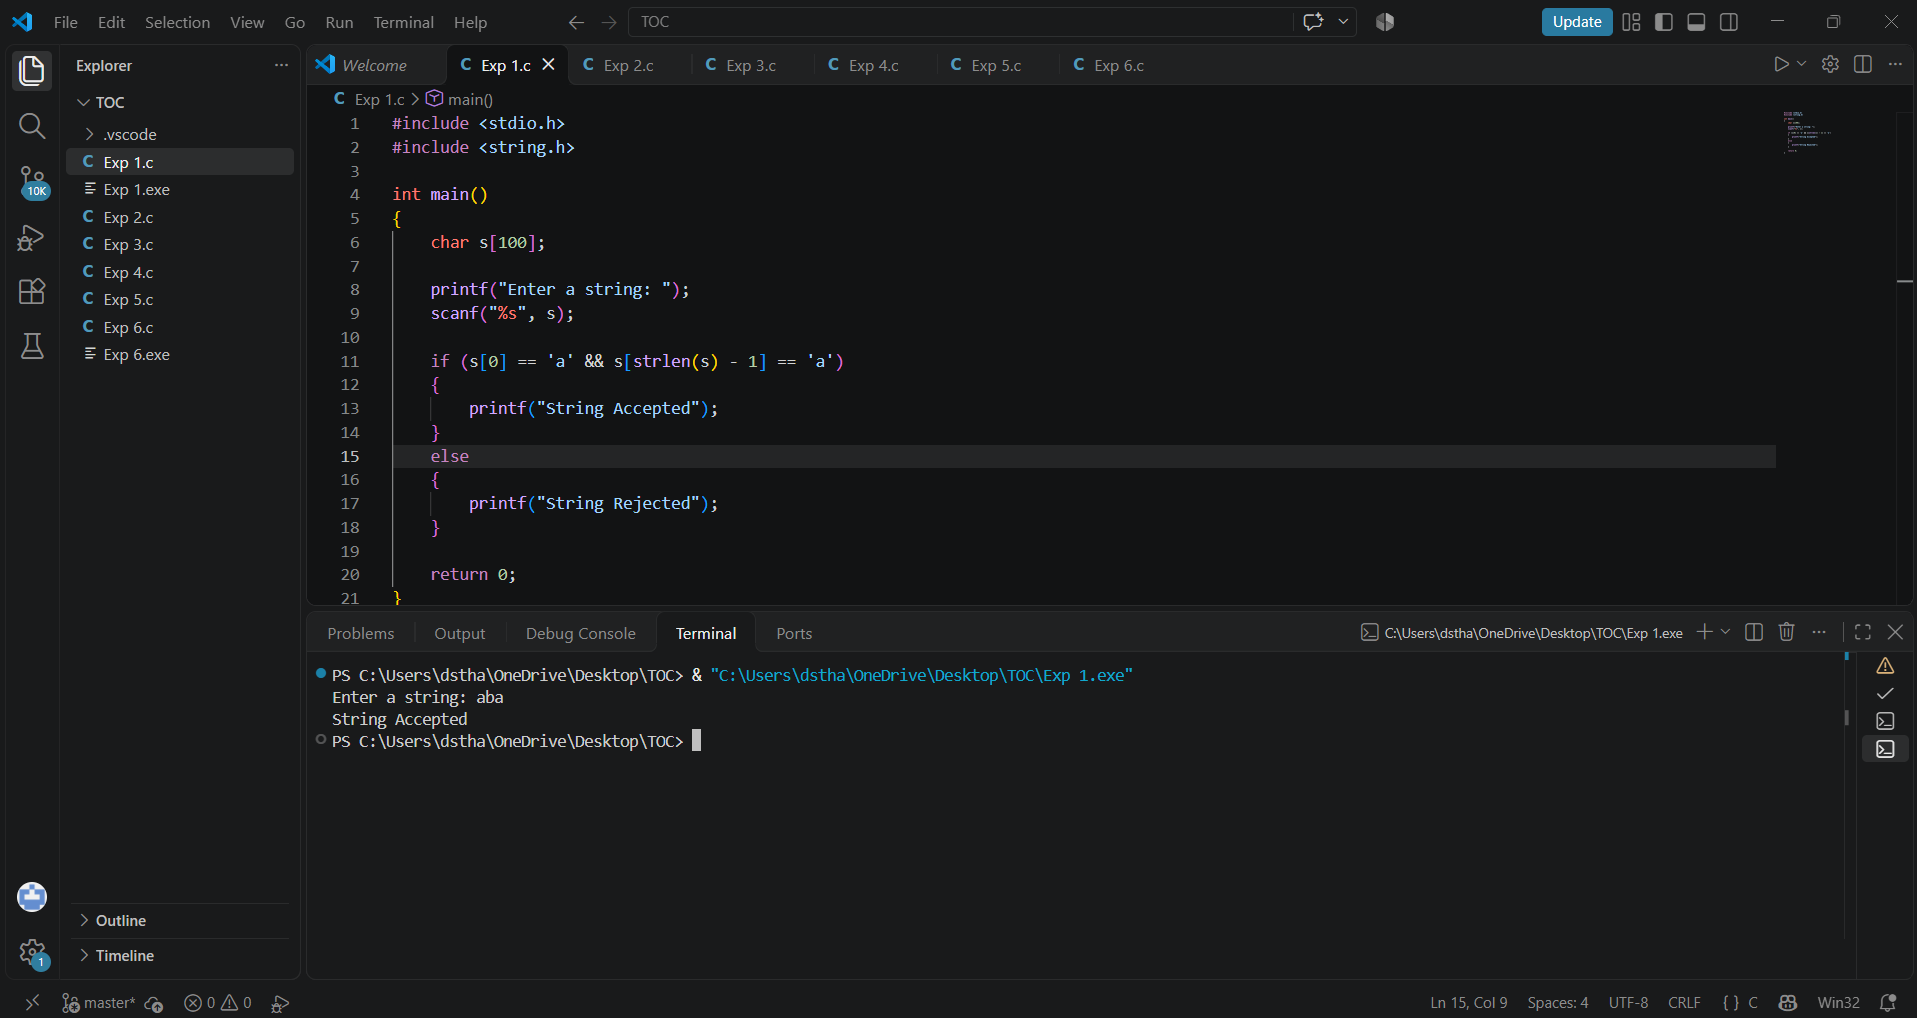 File Edit Selection View Go Run Terminal Help
TOC
Update
Explorer
TOC
.vscode
C Exp 1.c
Exp 1.exe
C Exp 2.c
C Exp 3.c
C Exp 4.c
C Exp 5.c
C Exp 6.c
Exp 6.exe
10K
Outline
Timeline
1
Welcome
C Exp 1.c
C Exp 2.c
C Exp 3.c
C Exp 4.c
C Exp 5.c
C Exp 6.c
C Exp 1.c > main()
1 #include <stdio.h>
2 #include <string.h>
3
4 int main()
5 {
6 char s[100];
7
8 printf("Enter a string: ");
9 scanf("%s", s);
10
11 if (s[0] == 'a' && s[strlen(s) - 1] == 'a')
12 {
13 printf("String Accepted");
14 }
15 else
16 {
17 printf("String Rejected");
18 }
19
20 return 0;
21 }
Problems Output Debug Console Terminal Ports
C:\Users\dstha\OneDrive\Desktop\TOC\Exp 1.exe
PS C:\Users\dstha\OneDrive\Desktop\TOC> & "C:\Users\dstha\OneDrive\Desktop\TOC\Exp 1.exe"
Enter a string: aba
String Accepted
PS C:\Users\dstha\OneDrive\Desktop\TOC>
master* 0 0
Ln 15, Col 9 Spaces: 4 UTF-8 CRLF { } C Win32